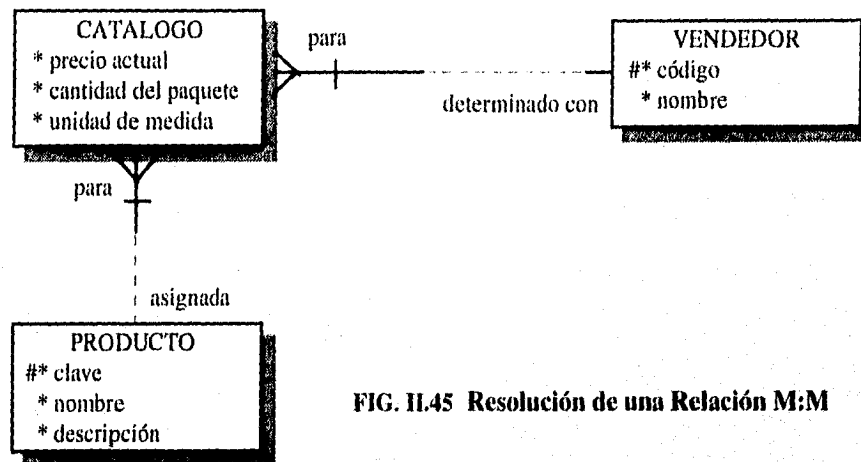 CATALOGO
* precio actual
* cantidad del paquete
* unidad de medida
para
VENDEDOR
#* código
* nombre
determinado con
para
asignada
PRODUCTO
#* clave
* nombre
* descripción
FIG. II.45 Resolución de una Relación M:M